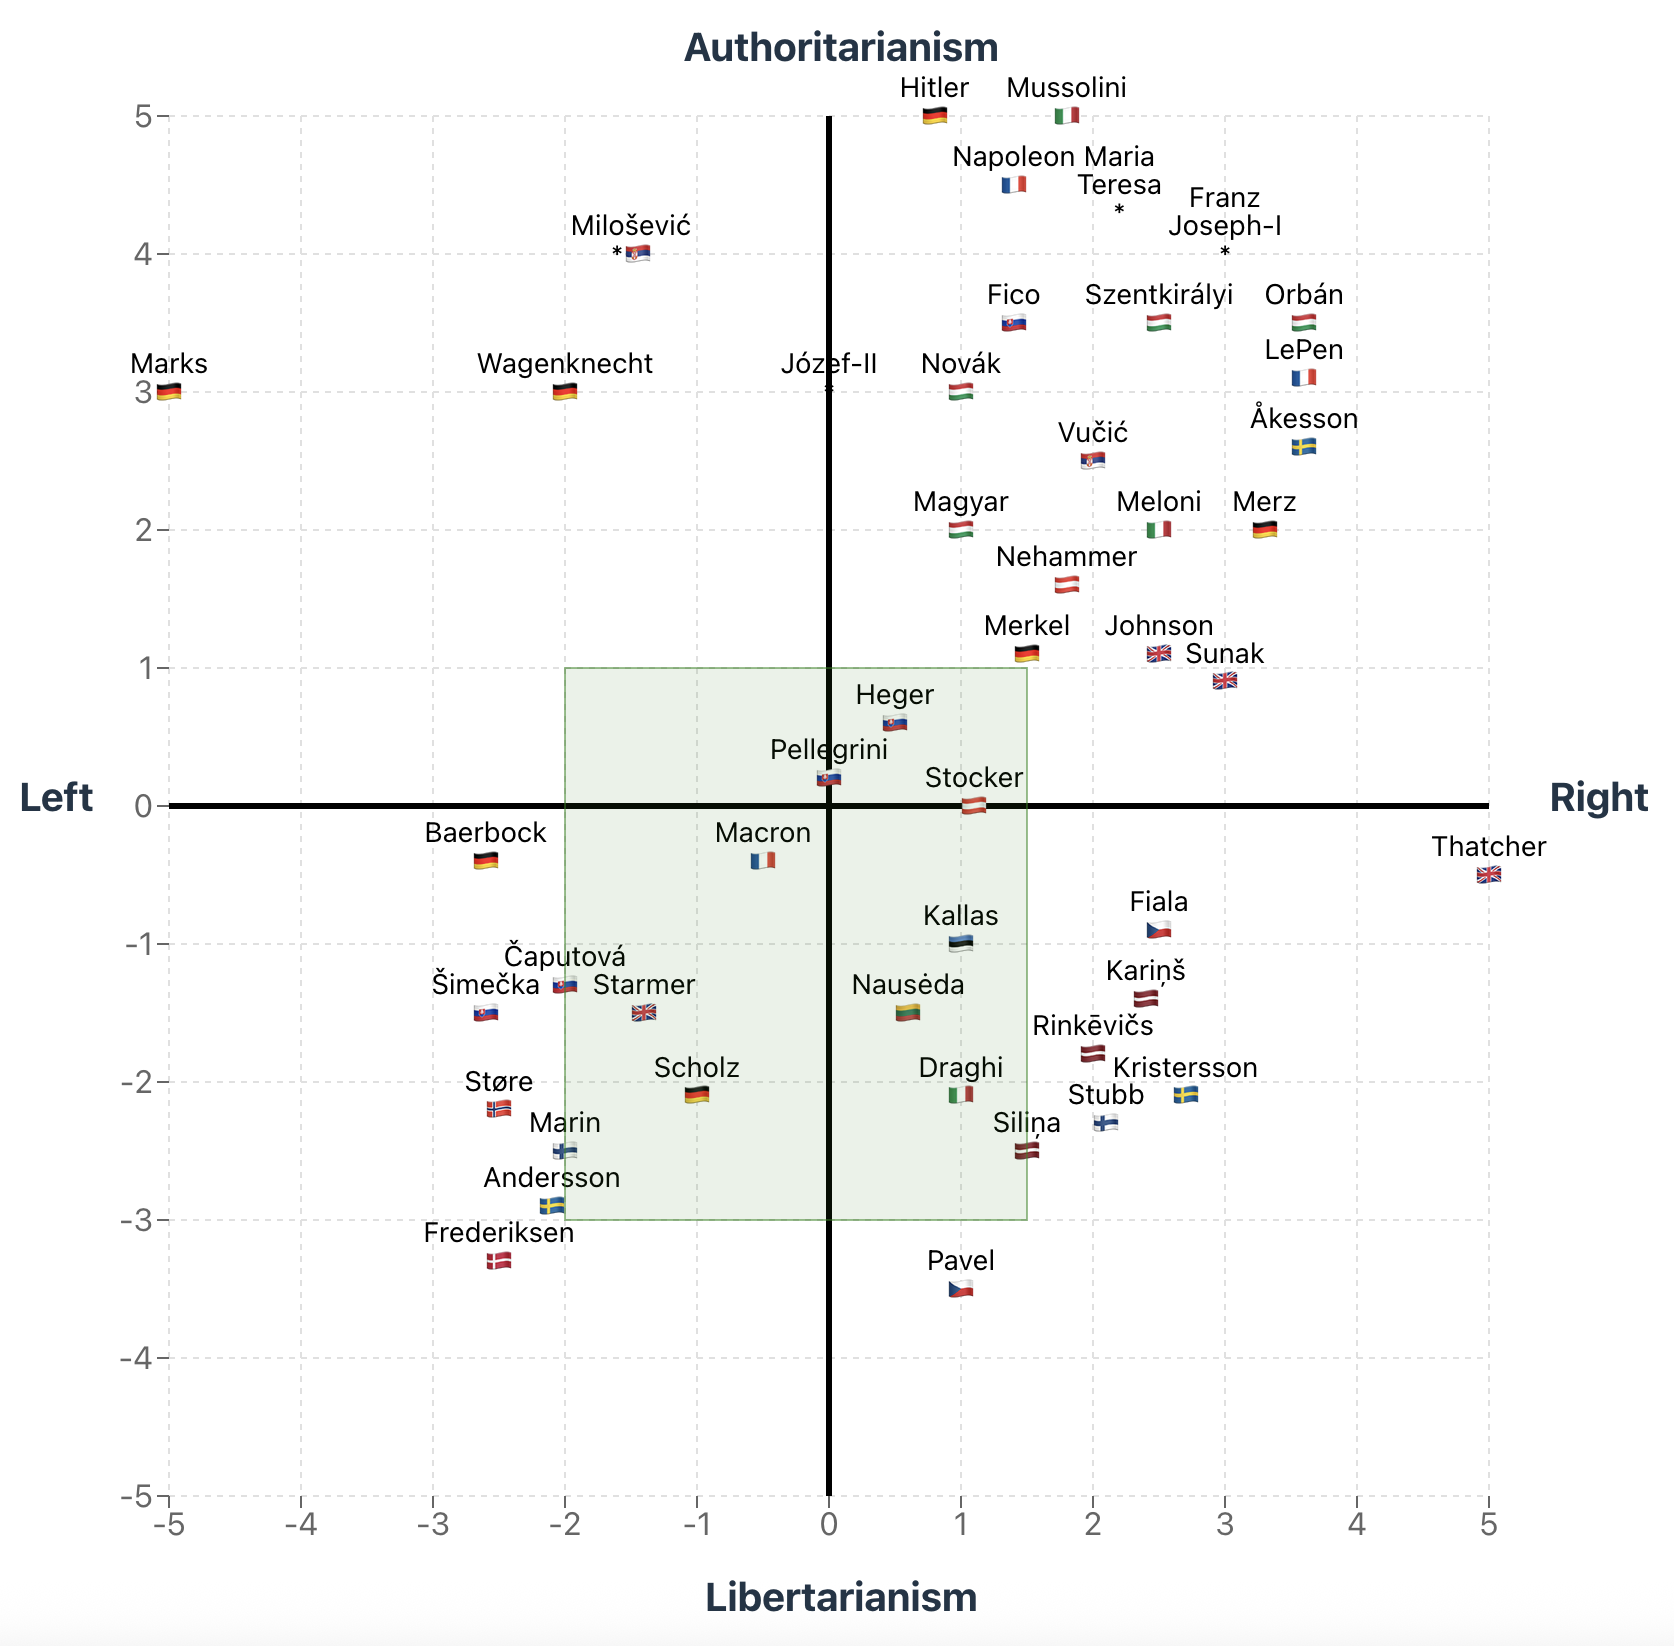 Authoritarianism
Hitler
Mussolini
5
Napoleon
Maria
Teresa
*
Franz
Joseph-I
*
Milošević
*
4
Fico
Szentkirályi
Orbán
LePen
Marks
Wagenknecht
Józef-II
*
Novák
3
Åkesson
Vučić
Magyar
Meloni
Merz
2
Nehammer
Merkel
Johnson
Sunak
1
Heger
Pellegrini
Stocker
Left
0
Right
Baerbock
Macron
Thatcher
Fiala
Kallas
-1
Čaputová
Kariņš
Šimečka
Starmer
Nausėda
Rinkēvičs
Scholz
Draghi
Kristersson
-2
Støre
Stubb
Marin
Siliņa
Andersson
-3
Frederiksen
Pavel
-4
-5
-5 -4 -3 -2 -1 0 1 2 3 4 5
Libertarianism